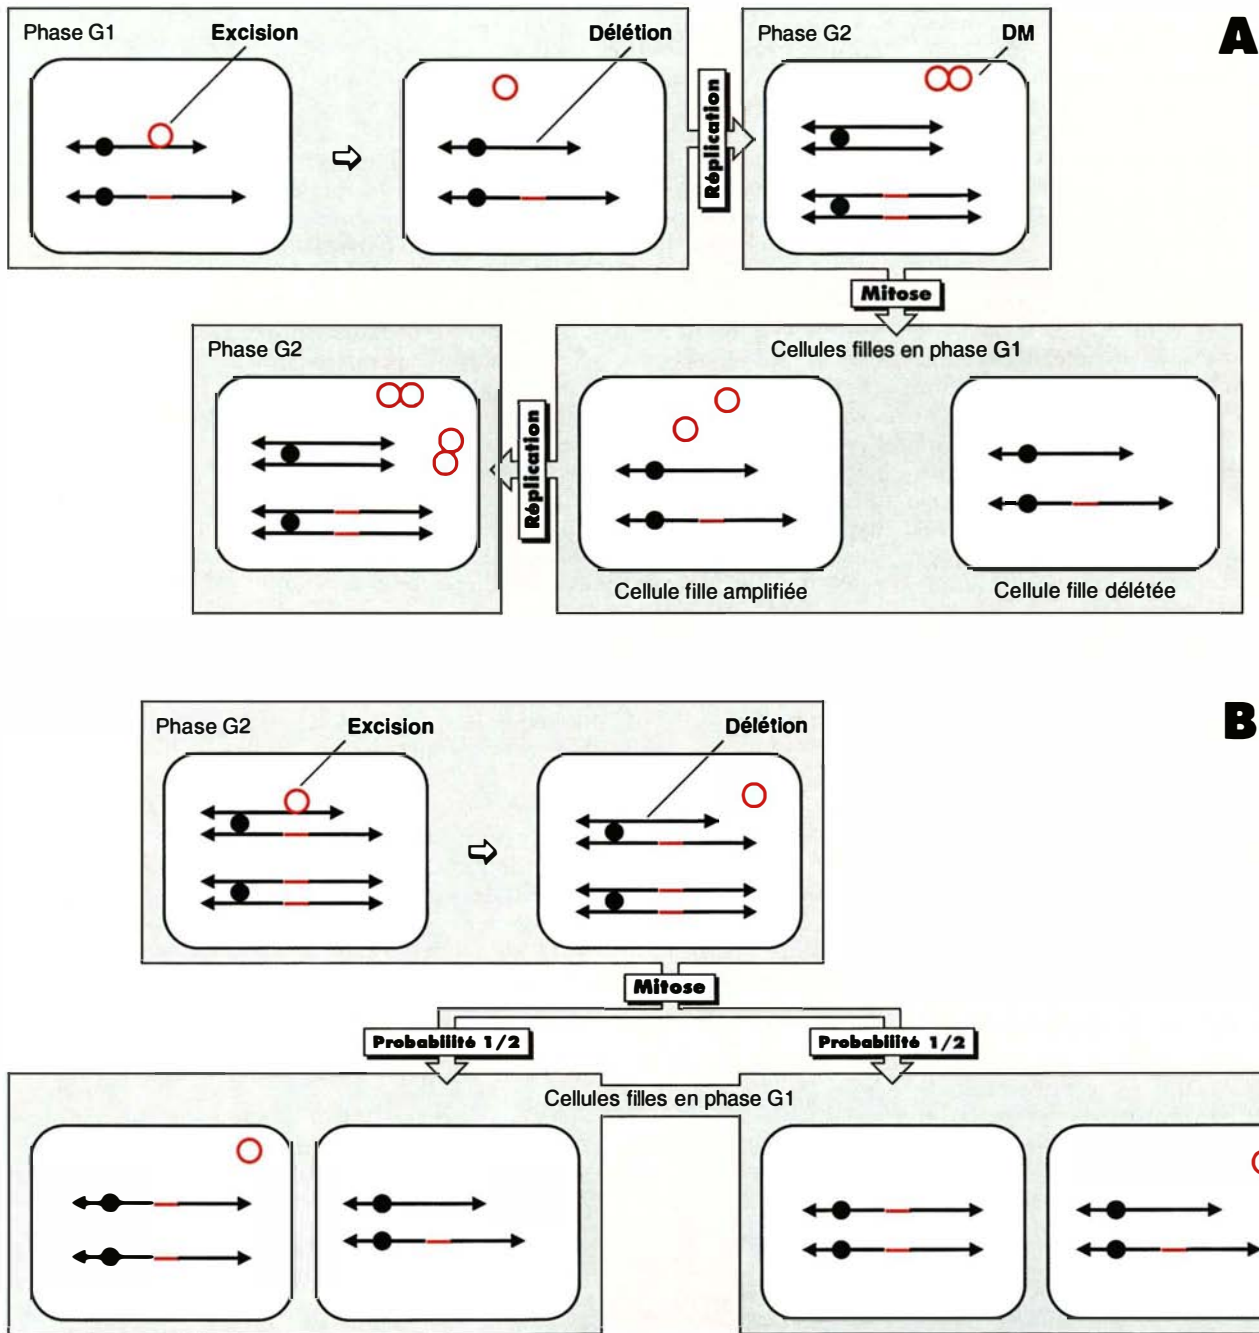 A
Phase G1
Excision
Délétion
Réplication
Phase G2
DM
Mitose
Cellules filles en phase G1
Cellule fille amplifiée
Cellule fille délétée
Réplication
Phase G2
B
Phase G2
Excision
Délétion
Mitose
Probabilité 1/2
Probabilité 1/2
Cellules filles en phase G1